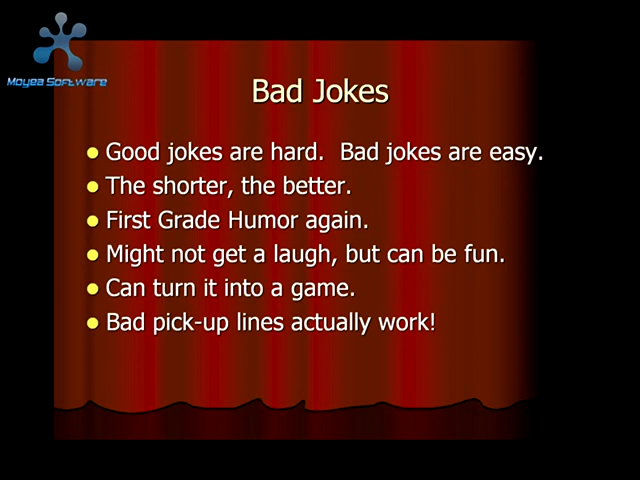 Moyea Software
Bad Jokes
Good jokes are hard. Bad jokes are easy.
The shorter, the better.
First Grade Humor again.
Might not get a laugh, but can be fun.
Can turn it into a game.
Bad pick-up lines actually work!